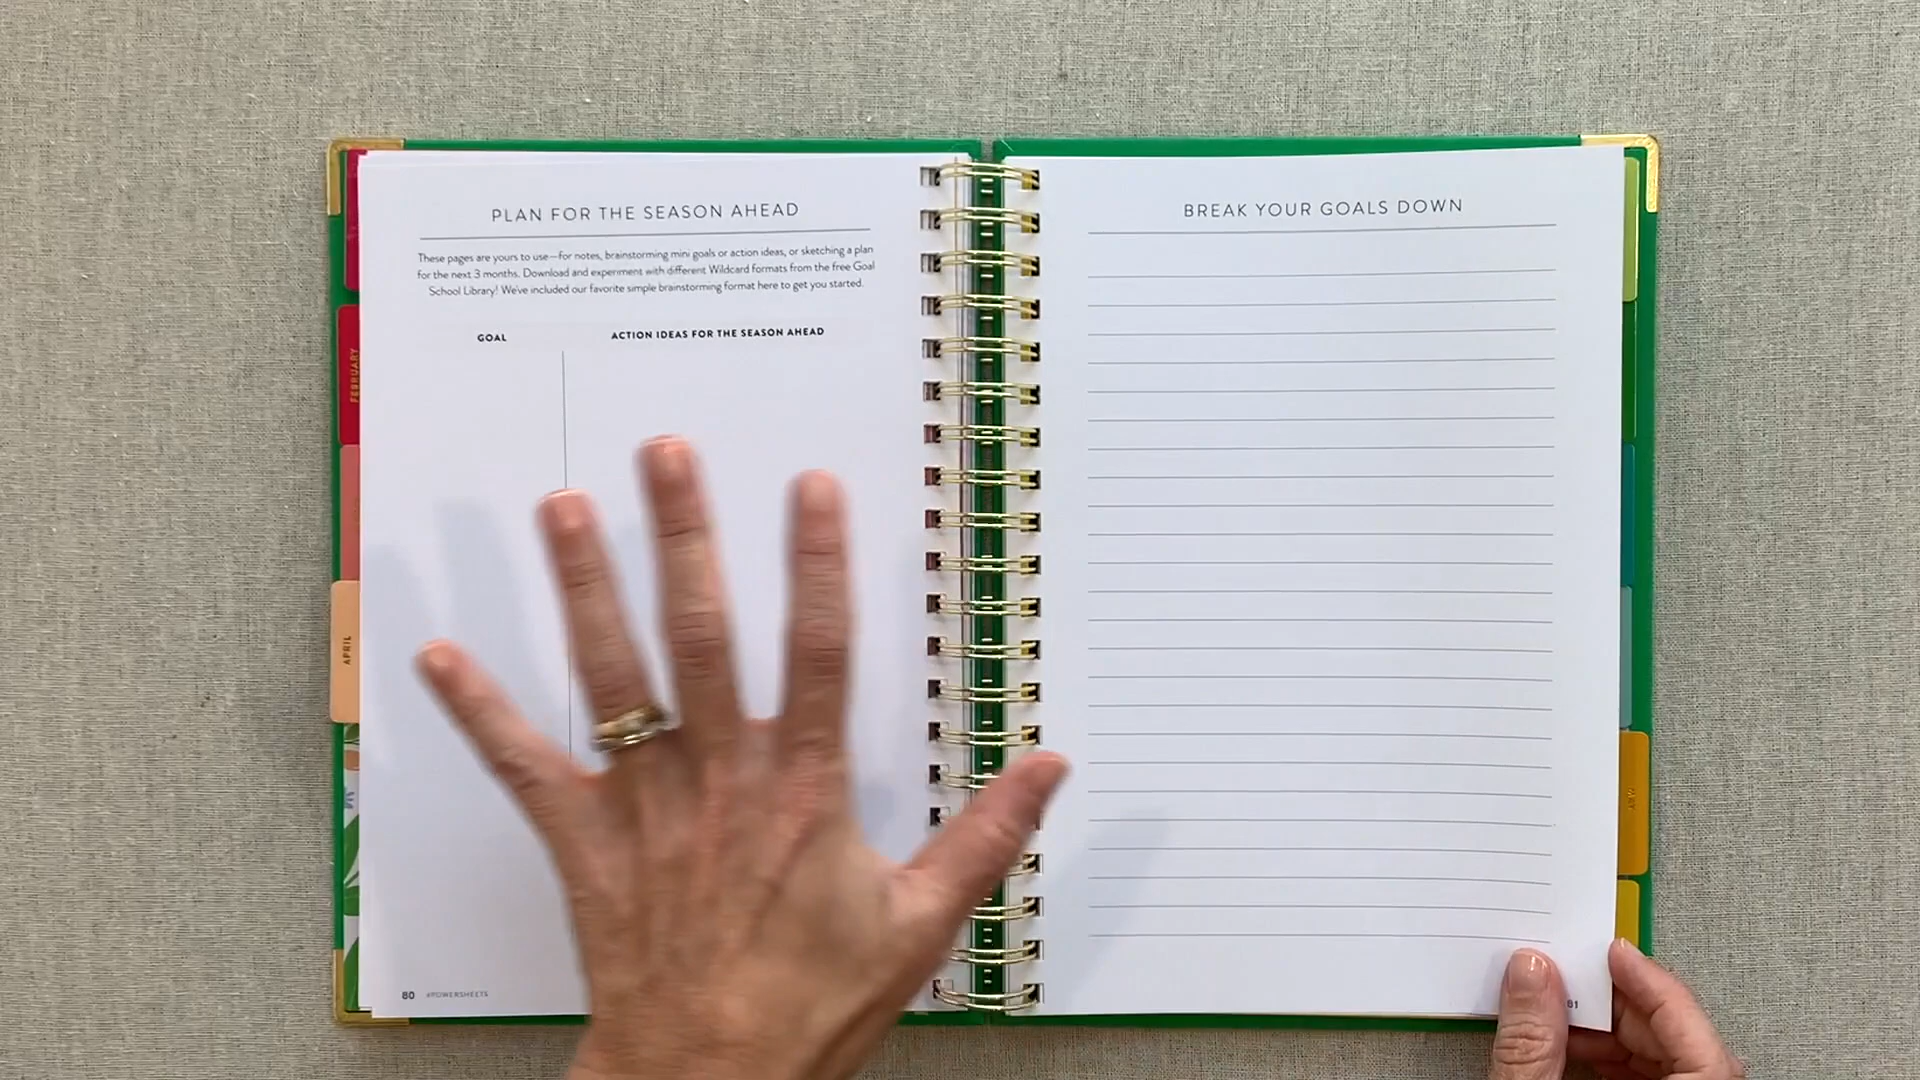 PLAN FOR THE SEASON AHEAD
These pages are yours to use—for notes, brainstorming mini goals or action ideas, or sketching a plan
for the next 3 months. Download and experiment with different Wildcard formats from the free Goal
School Library! We've included our favorite simple brainstorming format here to get you started.
GOAL
ACTION IDEAS FOR THE SEASON AHEAD
80 #POWERSHEETS
FEBRUARY
APRIL
BREAK YOUR GOALS DOWN
MAY
81